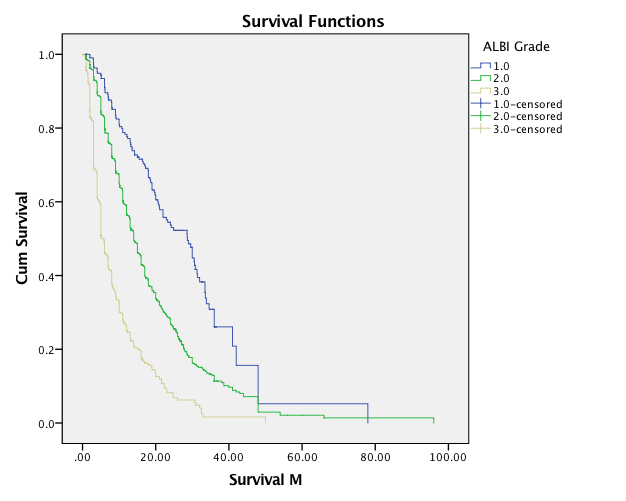 Survival Functions
ALBI Grade
1.0
2.0
3.0
1.0-censored
2.0-censored
3.0-censored
Cum Survival
1.0
0.8
0.6
0.4
0.2
0.0
.00 20.00 40.00 60.00 80.00 100.00
Survival M